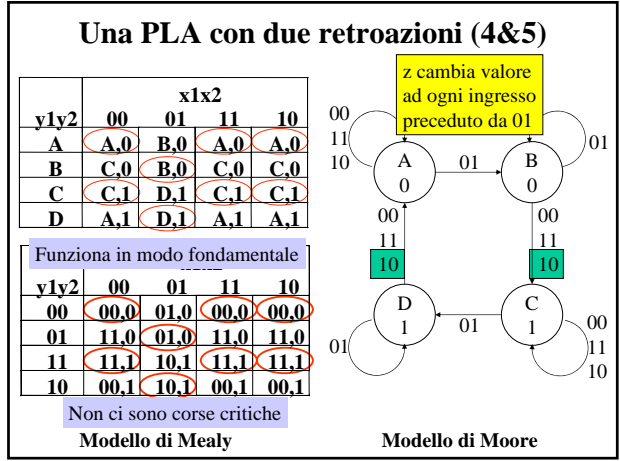 Una PLA con due retroazioni (4&5)
x1x2
y1y2 00 01 11 10
A A,0 B,0 A,0 A,0
B C,0 B,0 C,0 C,0
C C,1 D,1 C,1 C,1
D A,1 D,1 A,1 A,1
Funziona in modo fondamentale
y1y2 00 01 11 10
00 00,0 01,0 00,0 00,0
01 11,0 01,0 11,0 11,0
11 11,1 10,1 11,1 11,1
10 00,1 10,1 00,1 00,1
Non ci sono corse critiche
Modello di Mealy
z cambia valore
ad ogni ingresso
preceduto da 01
00
11
10
A
0
01
B
0
01
00
11
10
00
11
10
D
1
01
C
1
01
00
11
10
Modello di Moore